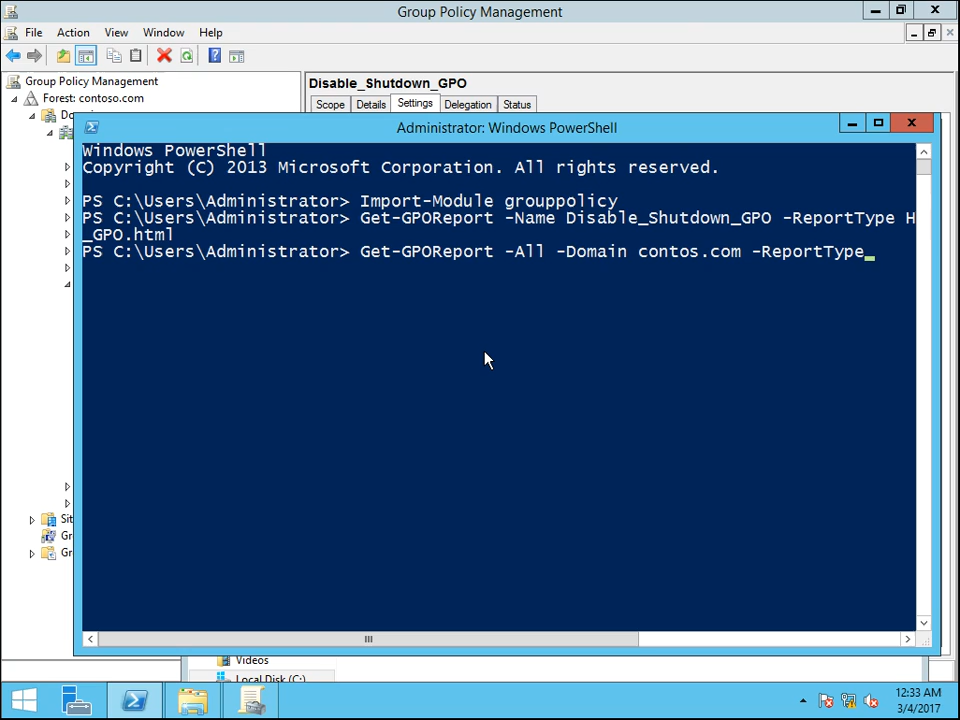 Group Policy Management
File Action View Window Help
Group Policy Management
Forest: contoso.com
Disable_Shutdown_GPO
Scope Details Settings Delegation Status
Administrator: Windows PowerShell
Windows PowerShell
Copyright (C) 2013 Microsoft Corporation. All rights reserved.
PS C:\Users\Administrator> Import-Module grouppolicy
PS C:\Users\Administrator> Get-GPOReport -Name Disable_Shutdown_GPO -ReportType H
_GPO.html
PS C:\Users\Administrator> Get-GPOReport -All -Domain contos.com -ReportType
Sit
Gr
Gr
Videos
Local Disk (C:)
12:33 AM
3/4/2017